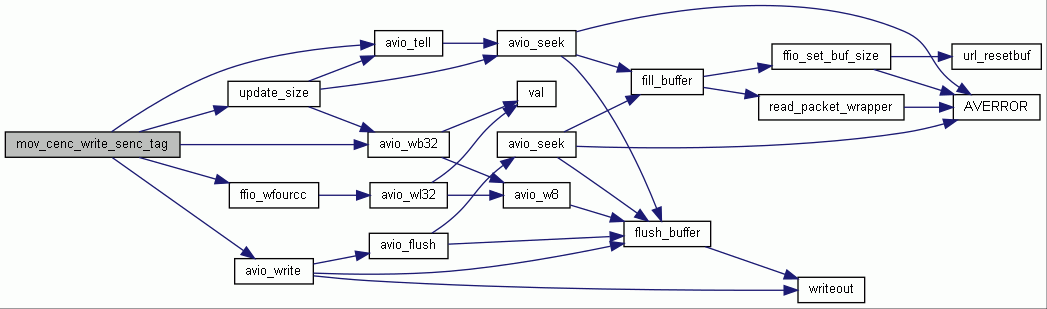 mov_cenc_write_senc_tag
avio_tell
update_size
avio_wb32
ffio_wfourcc
avio_wl32
avio_write
avio_flush
avio_seek
val
avio_seek
avio_w8
fill_buffer
flush_buffer
ffio_set_buf_size
read_packet_wrapper
writeout
url_resetbuf
AVERROR